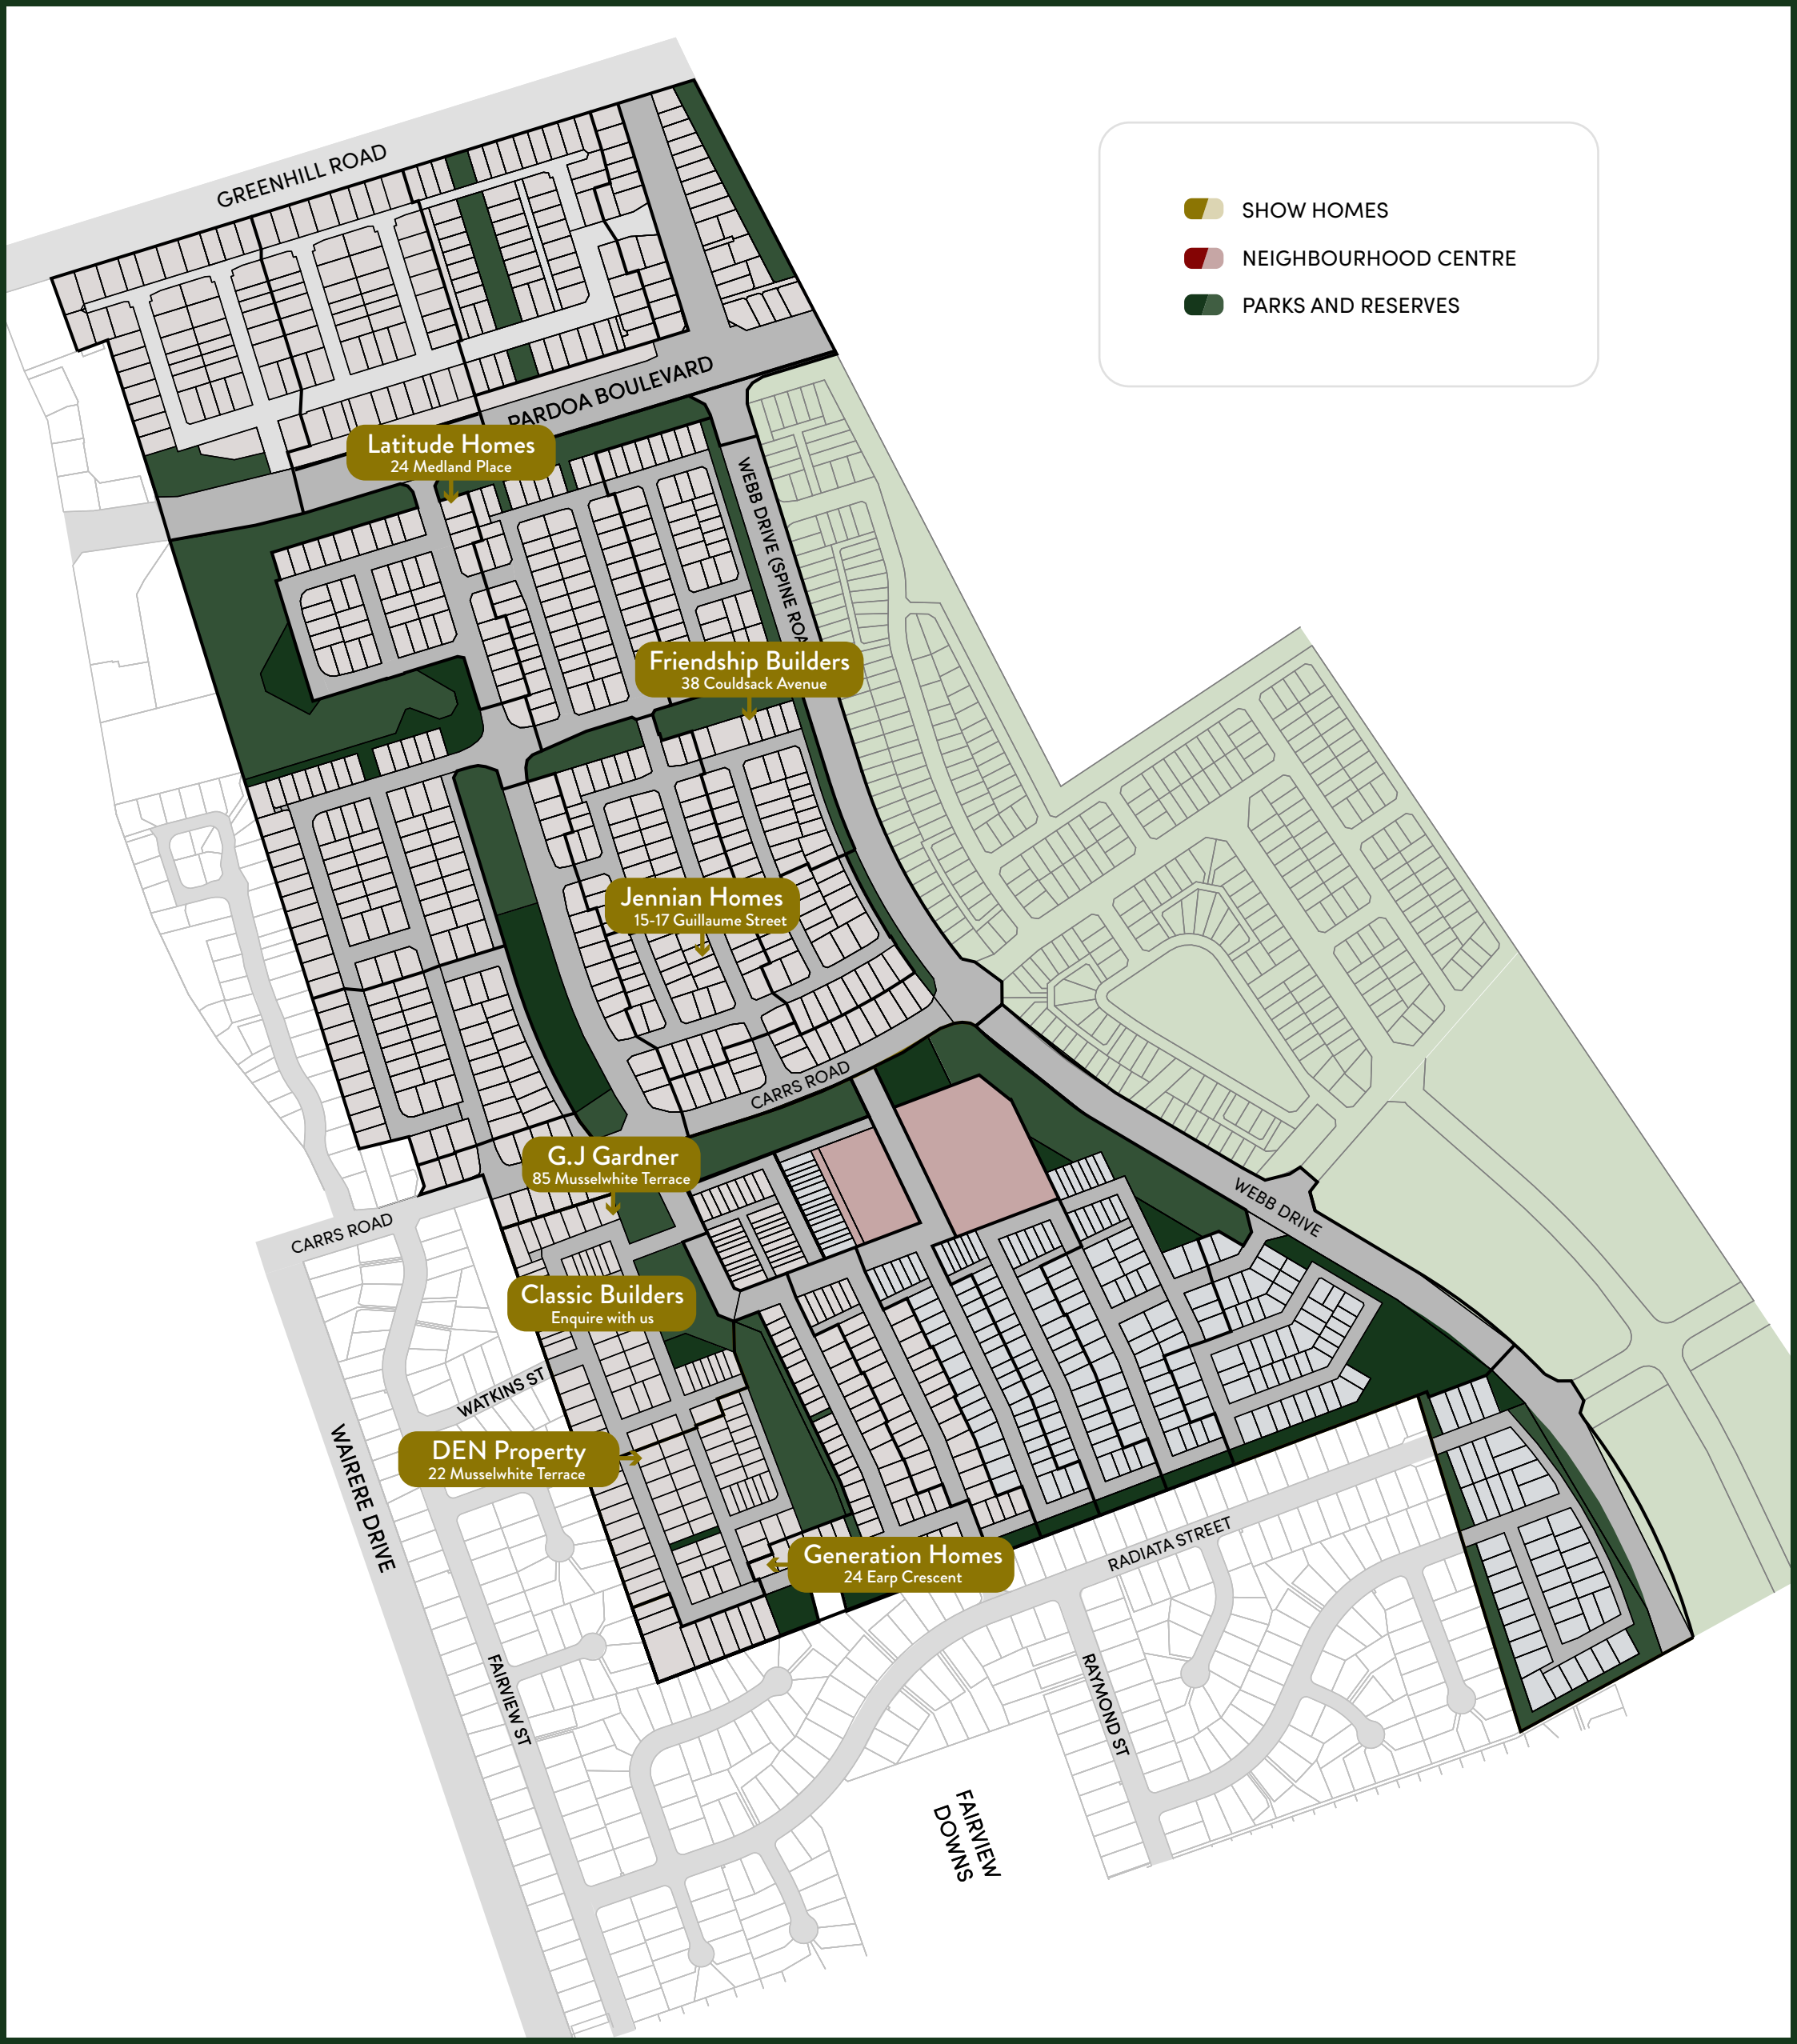 GREENHILL ROAD
SHOW HOMES
NEIGHBOURHOOD CENTRE
PARKS AND RESERVES
PARDOA BOULEVARD
Latitude Homes
24 Medland Place
WEBB DRIVE (SPINE ROA
Friendship Builders
38 Couldsack Avenue
Jennian Homes
15-17 Guillaume Street
CARRS ROAD
G.J Gardner
85 Musselwhite Terrace
WEBB DRIVE
CARRS ROAD
Classic Builders
Enquire with us
WATKINS ST
WAIRERE DRIVE
DEN Property
22 Musselwhite Terrace
RADIATA STREET
Generation Homes
24 Earp Crescent
FAIRVIEW ST
RAYMOND ST
FAIRVIEW
DOWNS